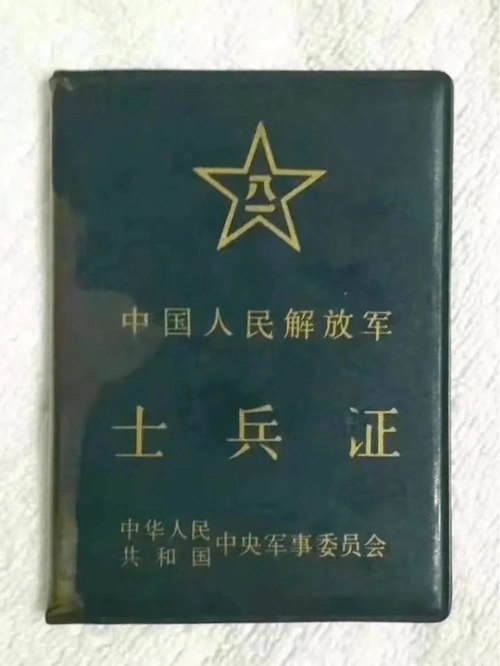 八一
中国人民解放军
士兵证
中华人民
共和国
中央军事委员会